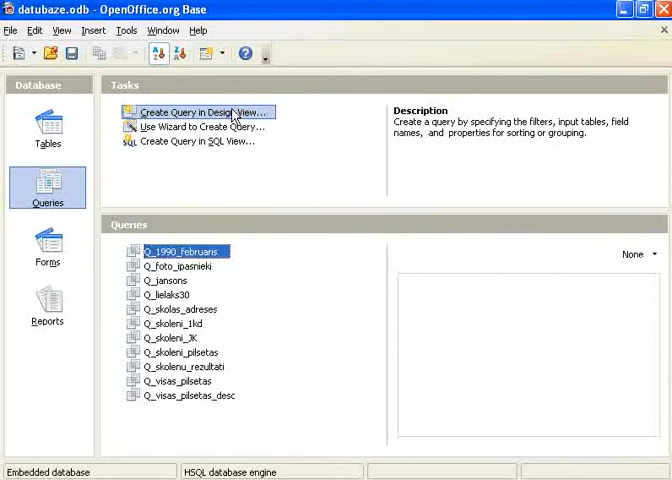 datubaze.odb - OpenOffice.org Base
File Edit View Insert Tools Window Help
Database
Tables
Queries
Forms
Reports
Tasks
Create Query in Design View...
Use Wizard to Create Query...
Create Query in SQL View...
Description
Create a query by specifying the filters, input tables, field
names, and properties for sorting or grouping.
Queries
Q_1990_februaris
Q_foto_ipasnieki
Q_jansons
Q_lielaks30
Q_skolas_adreses
Q_skoleni_1kd
Q_skoleni_JK
Q_skoleni_pilsetas
Q_skolenu_rezultati
Q_visas_pilsetas
Q_visas_pilsetas_desc
None
Embedded database
HSQL database engine